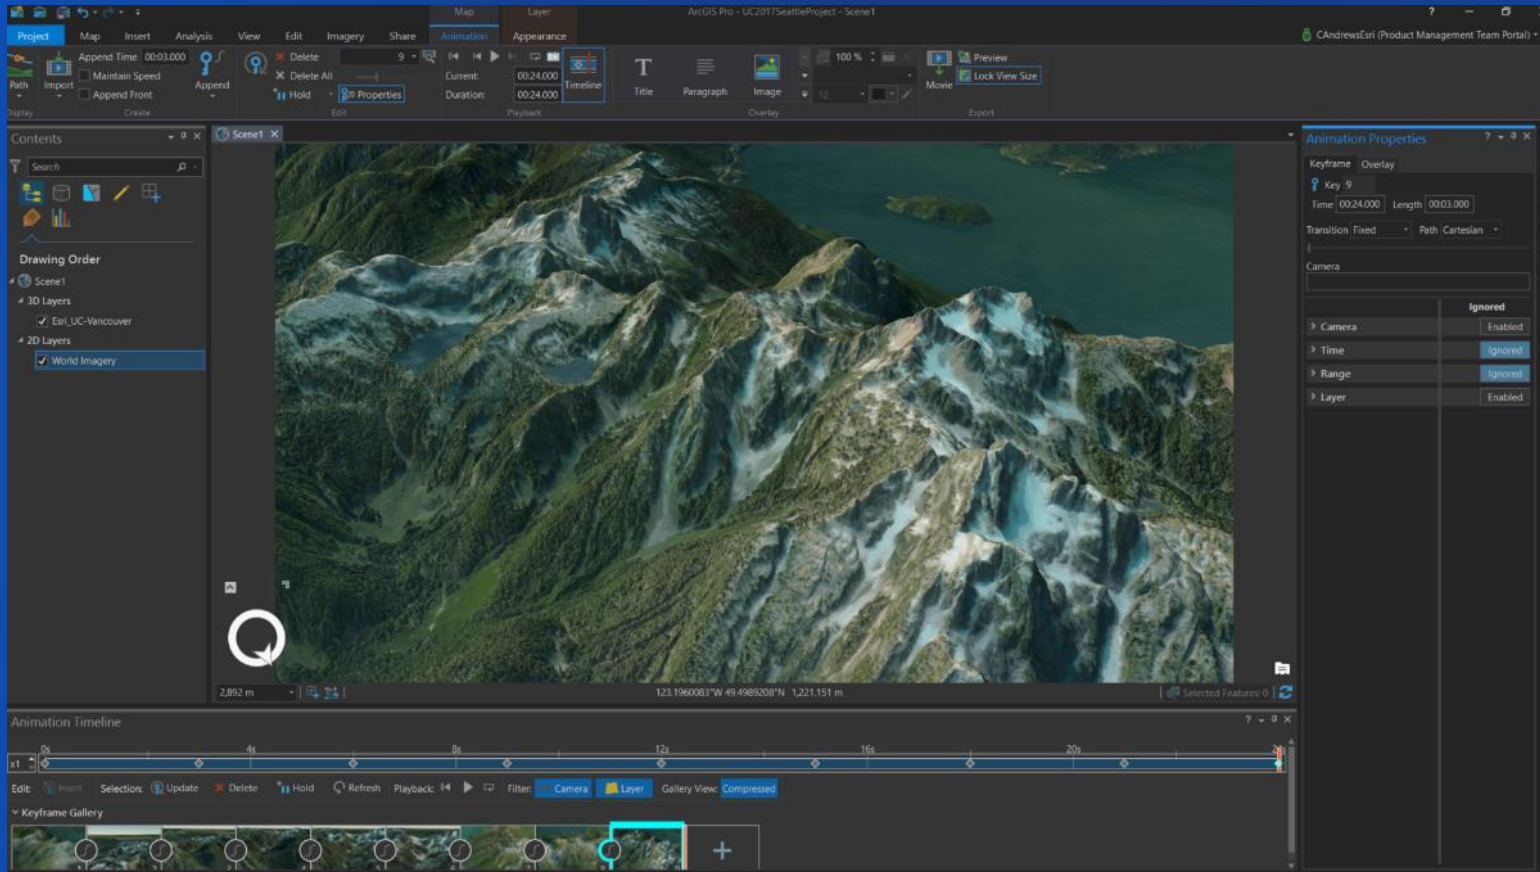 Map Layer ArcGIS Pro - UC2017SeattleProject - Scene1 ?
Project Map Insert Analysis View Edit Imagery Share Animation Appearance CAndrewsEsri (Product Management Team Portal)
Append Time 00:03.000 Delete 9 100 % Preview
Path Import Maintain Speed Append Delete All Current: 00:24.000 Timeline Title Paragraph Image Movie Lock View Size
Append Front Hold Properties Duration: 00:24.000 12
Display Create Edit Playback Overlay Export
Contents
Scene1
Search
Drawing Order
Scene1
3D Layers
Esri_UC-Vancouver
2D Layers
World Imagery
2,892 m 123.1960083°W 49.4989208°N 1,221.151 m Selected Features: 0
Animation Properties ?
Keyframe Overlay
Key 9
Time 00:24.000 Length 00:03.000
Transition Fixed Path Cartesian
Camera
Ignored
Camera Enabled
Time Ignored
Range Ignored
Layer Enabled
Animation Timeline ?
0s 4s 8s 12s 16s 20s
x1
Edit: Insert Selection: Update Delete Hold Refresh Playback: Filter: Camera Layer Gallery View: Compressed
Keyframe Gallery